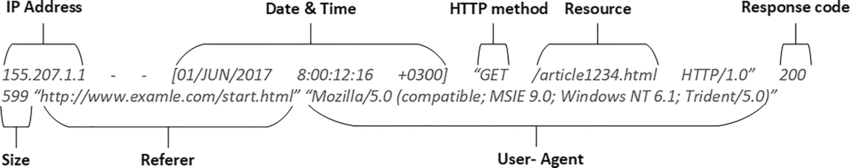 IP Address Date & Time HTTP method Resource Response code
155.207.1.1 - - [01/JUN/2017 8:00:12:16 +0300] “GET /article1234.html HTTP/1.0” 200
599 “http://www.examle.com/start.html” “Mozilla/5.0 (compatible; MSIE 9.0; Windows NT 6.1; Trident/5.0)”
Size Referer User- Agent